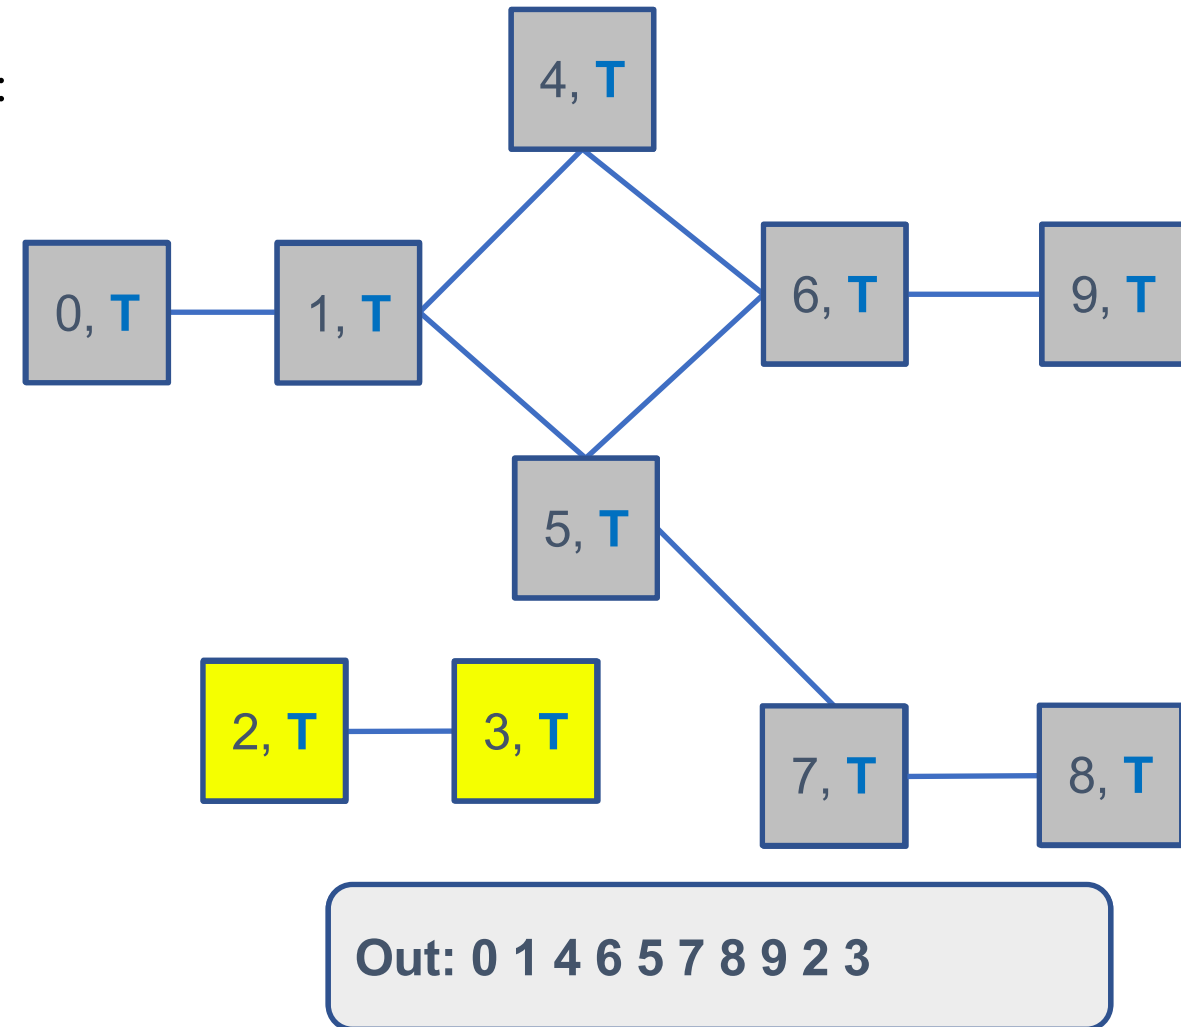 :
4, T
0, T
1, T
6, T
9, T
5, T
2, T
3, T
7, T
8, T
Out: 0 1 4 6 5 7 8 9 2 3